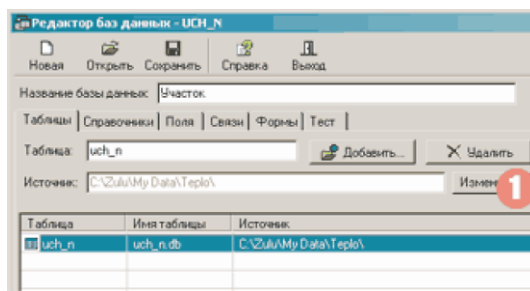 Редактор баз данных - UCH_N
Новая Открыть Сохранить Справка Выход
Название базы данных: Участок
Таблицы Справочники Поля Связи Формы Тест
Таблица: uch_n Добавить... Удалить
Источник: C:\Zulu\My Data\Teplo\ Измен 1
Таблица Имя таблицы Источник
uch_n uch_n.db C:\Zulu\My Data\Teplo\